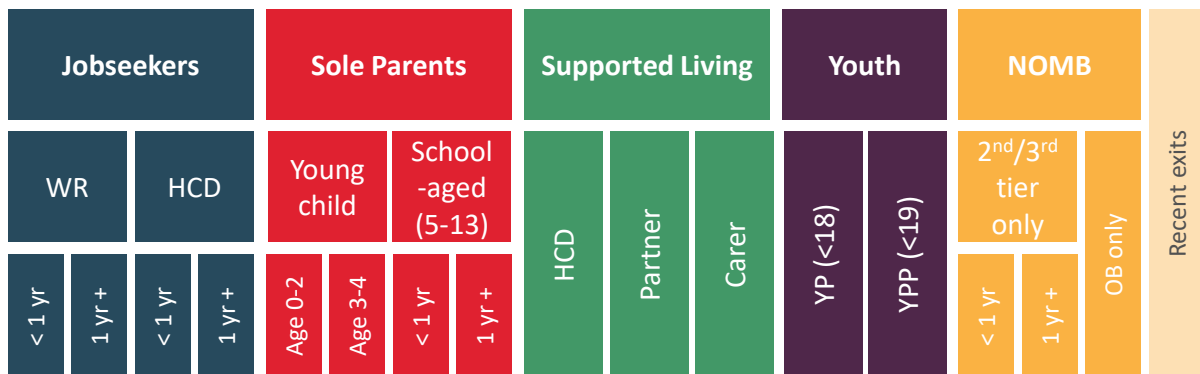 Jobseekers
Sole Parents
Supported Living
Youth
NOMB
Recent exits
WR
HCD
Young
child
School
-aged
(5-13)
HCD
Partner
Carer
YP (<18)
YPP (<19)
2nd/3rd
tier
only
OB only
< 1 yr
1 yr +
< 1 yr
1 yr +
Age 0-2
Age 3-4
< 1 yr
1 yr +
< 1 yr
1 yr +